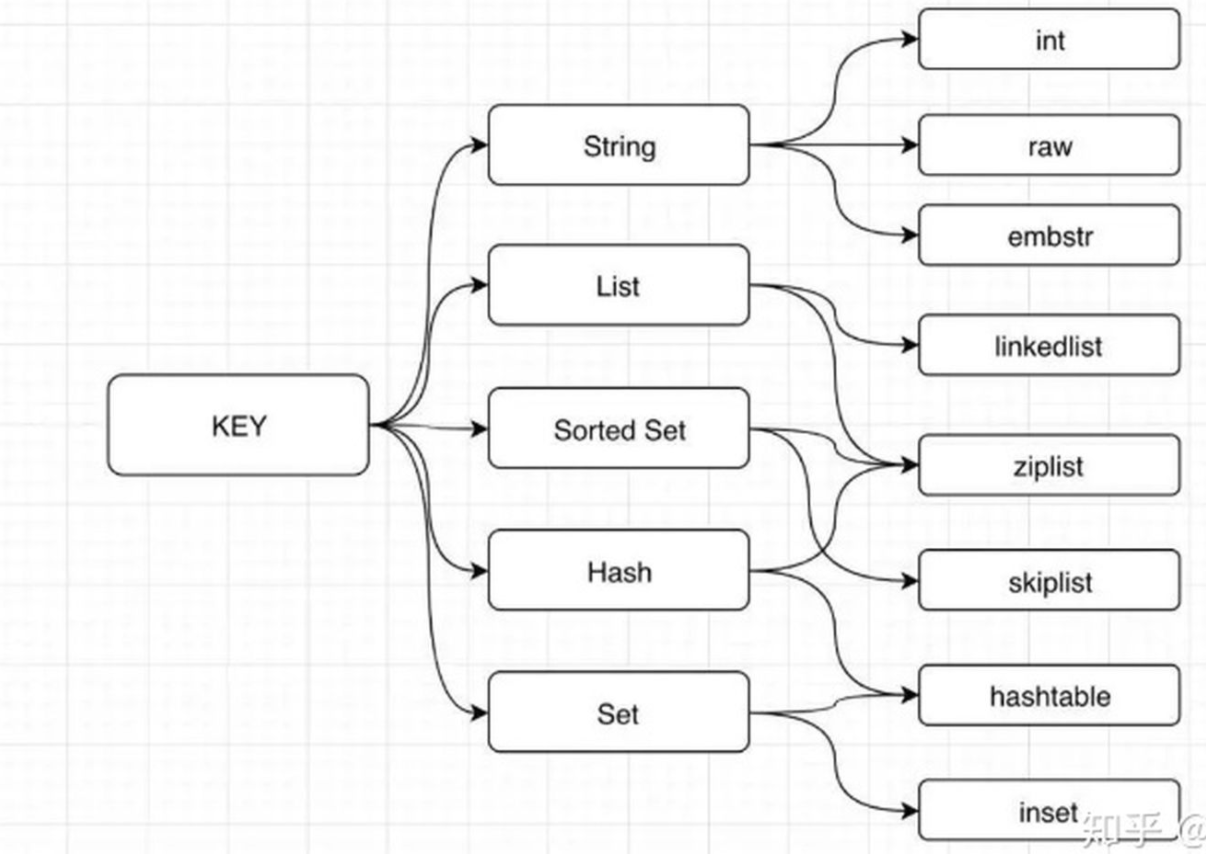 int
String
raw
embstr
List
linkedlist
KEY
Sorted Set
ziplist
Hash
skiplist
Set
hashtable
inset
知乎 @